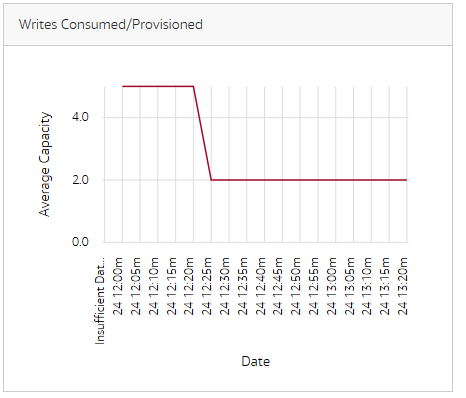 Writes Consumed/Provisioned
Average Capacity
4.0
2.0
0.0
Insufficient Dat...
24 12:00m
24 12:05m
24 12:10m
24 12:15m
24 12:20m
24 12:25m
24 12:30m
24 12:35m
24 12:40m
24 12:45m
24 12:50m
24 12:55m
24 13:00m
24 13:05m
24 13:10m
24 13:15m
24 13:20m
Date